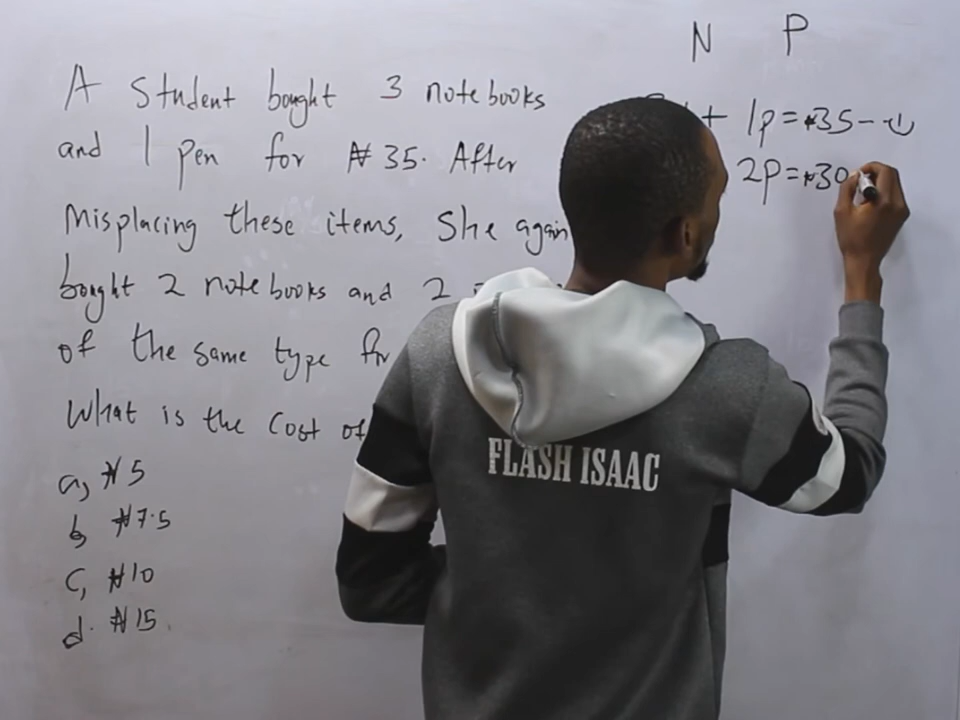 N P
A Student bought 3 notebooks
and 1 pen for ₦ 35. After
Misplacing these items, She again
bought 2 notebooks and 2
of the same type for
What is the Cost of
a, ₦ 5
b, ₦7.5
C, ₦10
d. ₦15.
+ 1p = ₦35 - (1)
2p = ₦30
FLASH ISAAC